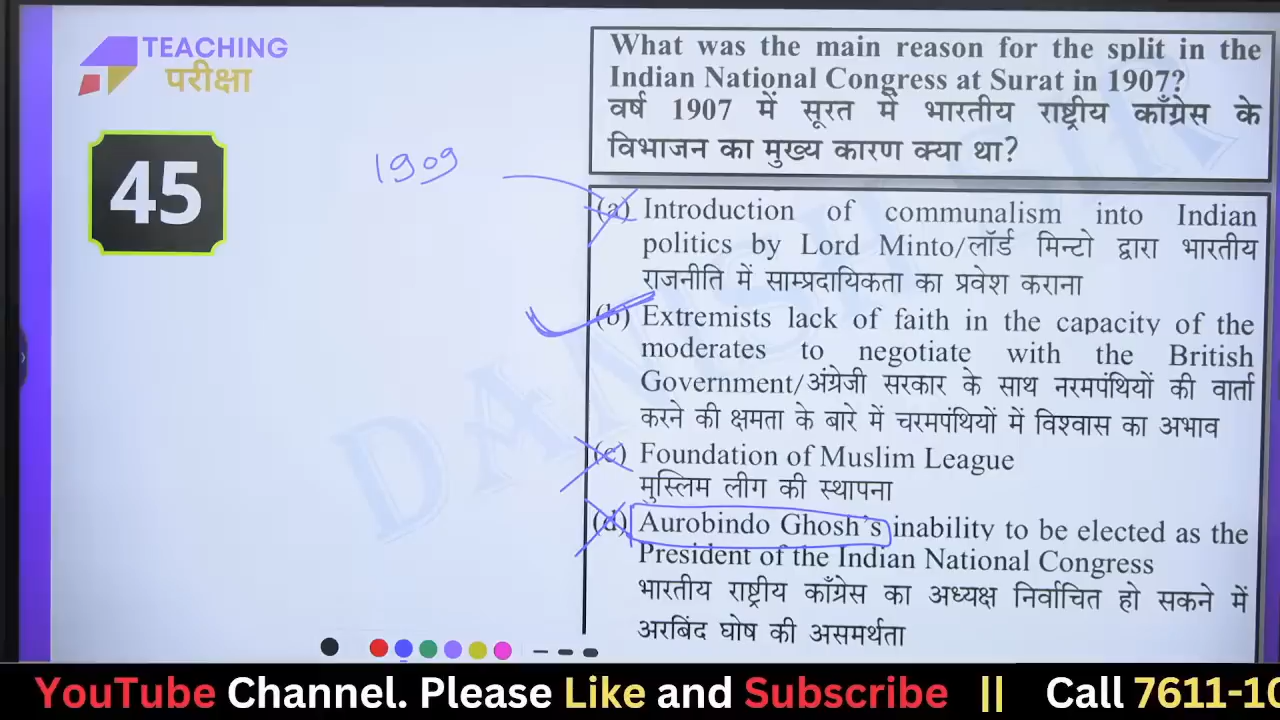 TEACHING
परीक्षा
45
1909
What was the main reason for the split in the
Indian National Congress at Surat in 1907?
वर्ष 1907 में सूरत में भारतीय राष्ट्रीय काँग्रेस के
विभाजन का मुख्य कारण क्या था?
(a) Introduction of communalism into Indian
politics by Lord Minto/लॉर्ड मिन्टो द्वारा भारतीय
राजनीति में साम्प्रदायिकता का प्रवेश कराना
(b) Extremists lack of faith in the capacity of the
moderates to negotiate with the British
Government/अंग्रेजी सरकार के साथ नरमपंथियों की वार्ता
करने की क्षमता के बारे में चरमपंथियों में विश्वास का अभाव
(c) Foundation of Muslim League
मुस्लिम लीग की स्थापना
(d) Aurobindo Ghosh's inability to be elected as the
President of the Indian National Congress
भारतीय राष्ट्रीय काँग्रेस का अध्यक्ष निर्वाचित हो सकने में
अरबिंद घोष की असमर्थता
YouTube Channel. Please Like and Subscribe || Call 7611-10